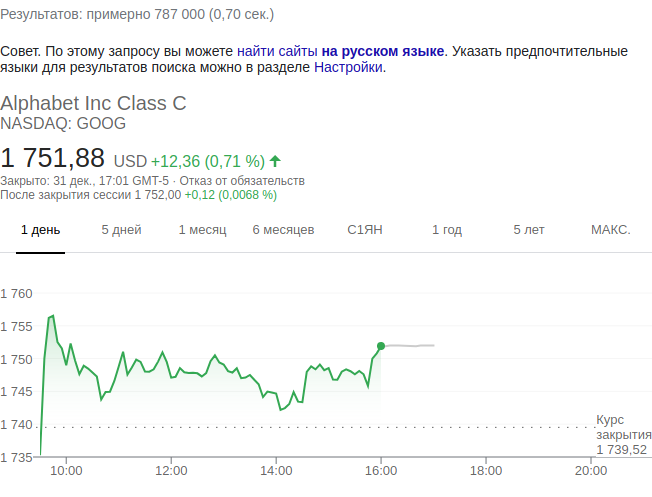 Результатов: примерно 787 000 (0,70 сек.)
Совет. По этому запросу вы можете найти сайты на русском языке. Указать предпочтительные
языки для результатов поиска можно в разделе Настройки.
Alphabet Inc Class C
NASDAQ: GOOG
1 751,88 USD +12,36 (0,71 %)
Закрыто: 31 дек., 17:01 GMT-5 · Отказ от обязательств
После закрытия сессии 1 752,00 +0,12 (0,0068 %)
1 день 5 дней 1 месяц 6 месяцев С1ЯН 1 год 5 лет МАКС.
1 760
1 755
1 750
1 745
1 740
1 735
Курс
закрытия
1 739,52
10:00 12:00 14:00 16:00 18:00 20:00